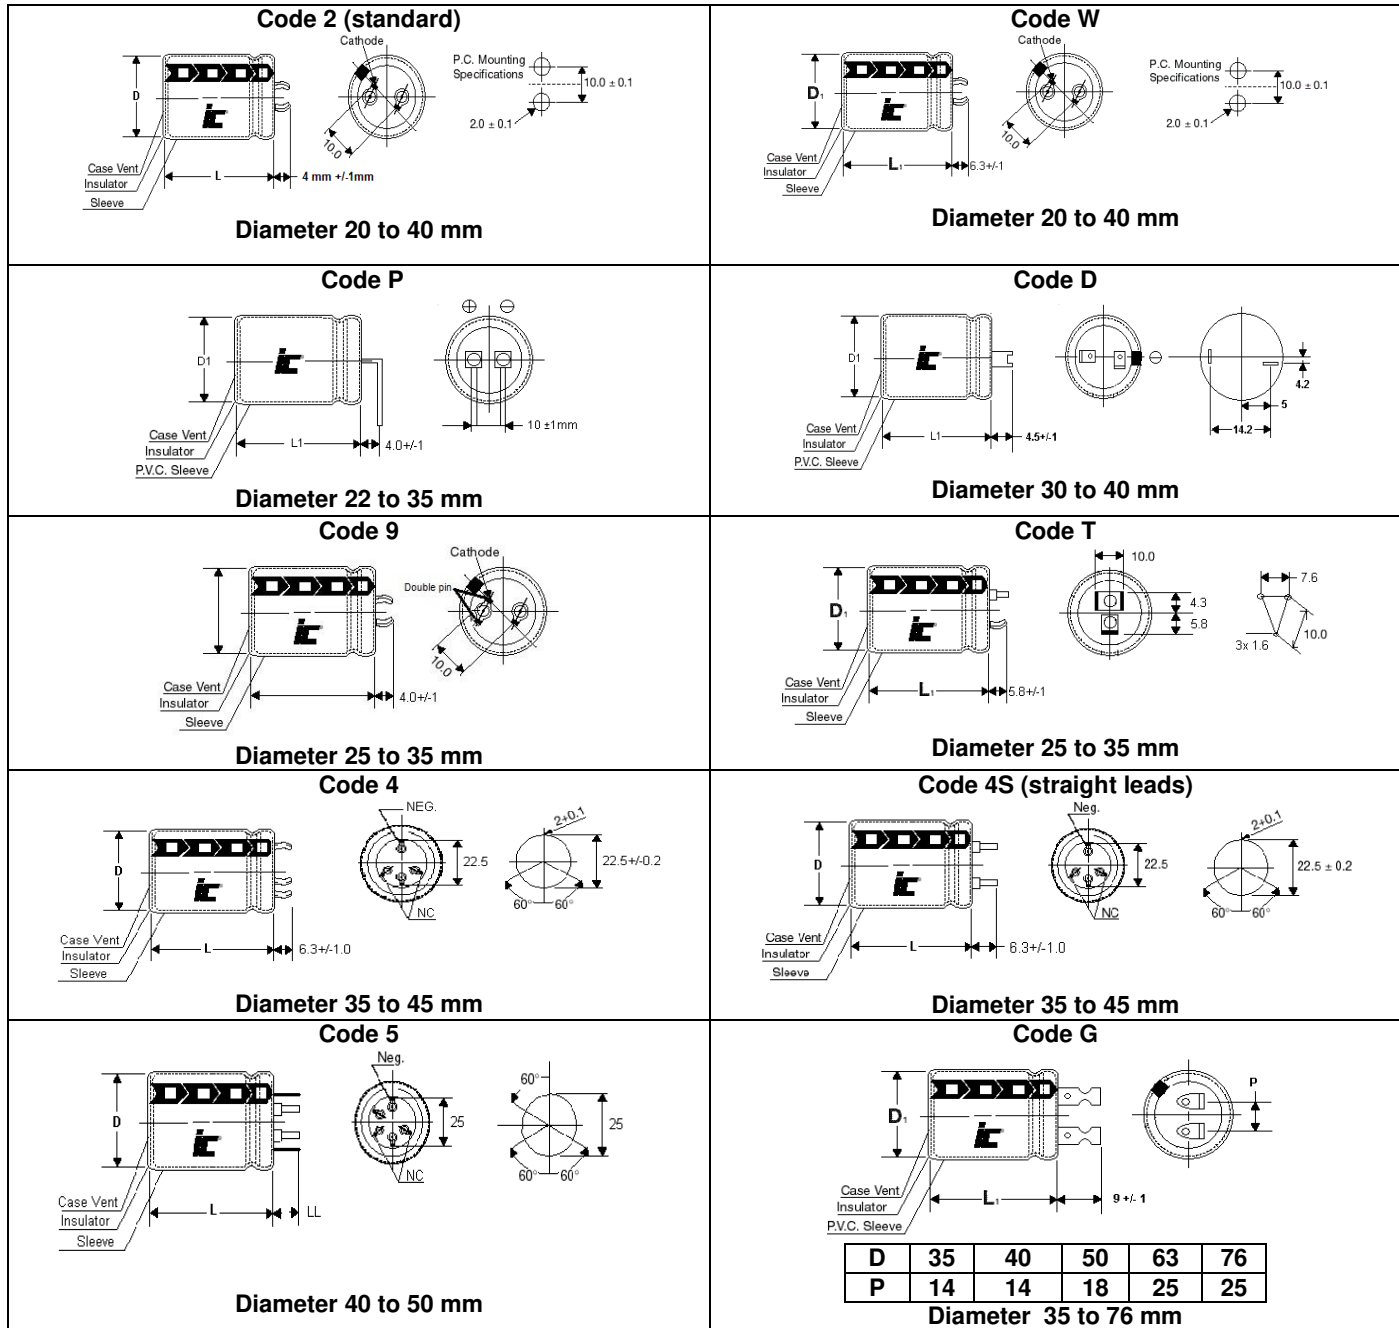 Code 2 (standard)
Cathode
P.C. Mounting
Specifications
10.0 ± 0.1
2.0 ± 0.1
D
ic
10.0
Case Vent
Insulator
Sleeve
L
4 mm +/-1mm
Diameter 20 to 40 mm
Code W
Cathode
P.C. Mounting
Specifications
10.0 ± 0.1
2.0 ± 0.1
D1
ic
10.0
Case Vent
Insulator
Sleeve
L1
6.3+/-1
Diameter 20 to 40 mm
Code P
D1
ic
Case Vent
Insulator
P.V.C. Sleeve
L1
4.0+/-1
10 ±1mm
Diameter 22 to 35 mm
Code D
D1
ic
Case Vent
Insulator
P.V.C. Sleeve
L1
4.5+/-1
4.2
5
14.2
Diameter 30 to 40 mm
Code 9
Cathode
Double pin
ic
10.0
Case Vent
Insulator
Sleeve
4.0+/-1
Diameter 25 to 35 mm
Code T
10.0
7.6
D1
4.3
5.8
10.0
3x 1.6
ic
Case Vent
Insulator
Sleeve
L1
5.8+/-1
Diameter 25 to 35 mm
Code 4
NEG.
2+0.1
D
22.5
22.5+/-0.2
ic
NC
60° 60°
Case Vent
Insulator
Sleeve
L
6.3+/-1.0
Diameter 35 to 45 mm
Code 4S (straight leads)
Neg.
2+0.1
D
22.5
22.5 ± 0.2
ic
NC
60° 60°
Case Vent
Insulator
Sleeve
L
6.3+/-1.0
Diameter 35 to 45 mm
Code 5
Neg.
60°
D
25
25
ic
NC
60° 60°
Case Vent
Insulator
Sleeve
L
LL
Diameter 40 to 50 mm
Code G
P
D1
ic
Case Vent
Insulator
P.V.C. Sleeve
L1
9 +/- 1
D 35 40 50 63 76
P 14 14 18 25 25
Diameter 35 to 76 mm